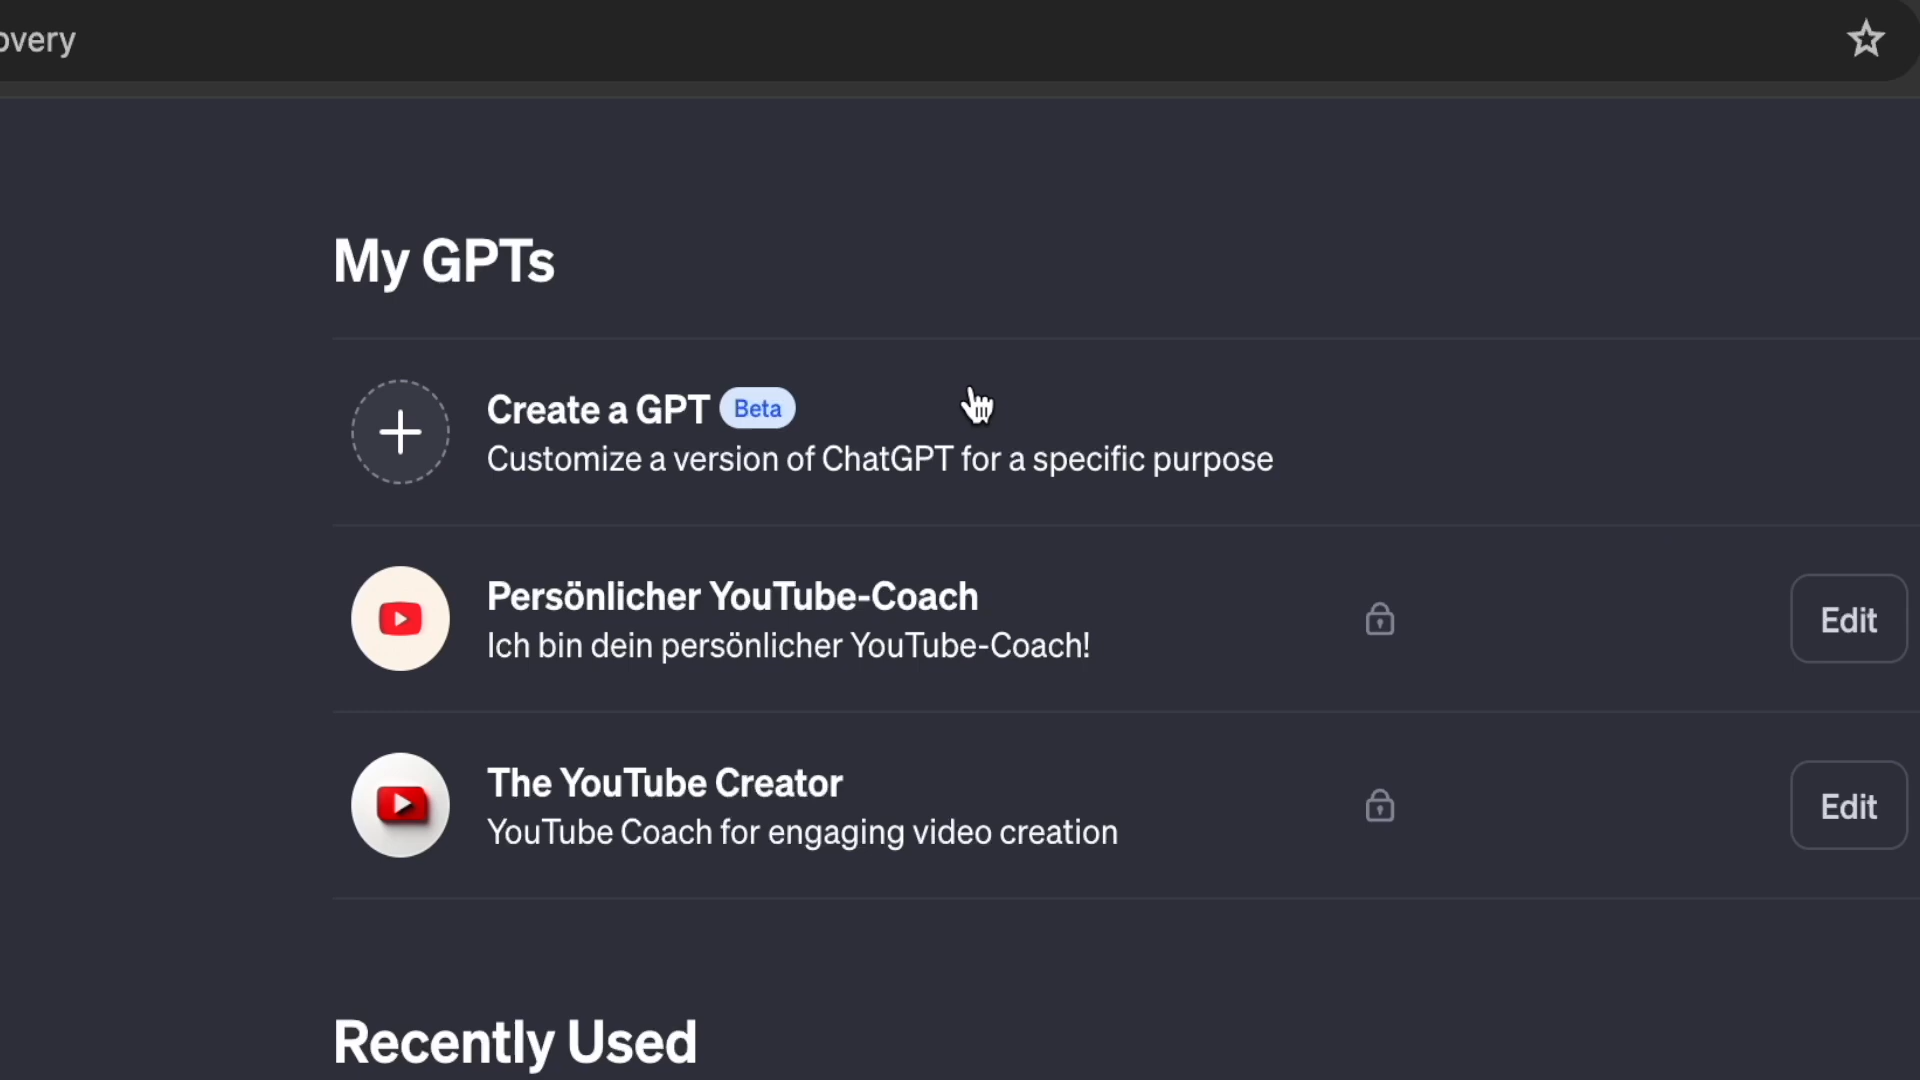 overy
My GPTs
Create a GPT Beta
Customize a version of ChatGPT for a specific purpose
Persönlicher YouTube-Coach
Ich bin dein persönlicher YouTube-Coach!
Edit
The YouTube Creator
YouTube Coach for engaging video creation
Edit
Recently Used